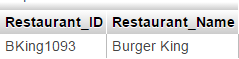 Restaurant_ID Restaurant_Name
BKing1093 Burger King